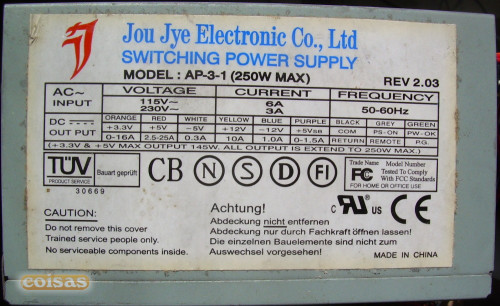 Jou Jye Electronic Co., Ltd
SWITCHING POWER SUPPLY
MODEL : AP-3-1 (250W MAX)
REV 2.03
AC~ INPUT VOLTAGE CURRENT FREQUENCY
115V~ 6A 50-60Hz
230V~ 3A
DC OUT PUT ORANGE RED WHITE YELLOW BLUE PURPLE BLACK GREY GREEN
+3.3V +5V -5V +12V -12V +5VSB COM PS-ON PW-OK
0-16A 2.5-25A 0.3A 10A 1.0A 0-1.5A RETURN REMOTE P.G.
(+3.3V & +5V MAX OUTPUT 145W. ALL OUTPUT IS EXTEND TO 250W MAX.)
TÜV
PRODUCT SERVICE
Bauart geprüft
30669
CB N S D FI
Trade Name Model Number
FC Tested To Comply
With FCC Standards
FOR HOME OR OFFICE USE
CAUTION:
Do not remove this cover
Trained service people only.
No serviceable components inside.
Achtung!
Abdeckung nicht entfernen
Abdeckung nur durch Fachkraft öffnen lassen
Die einzelnen Bauelemente sind nicht zum
Auswechsel vorgesehen!
C UL US CE
MADE IN CHINA
coisas